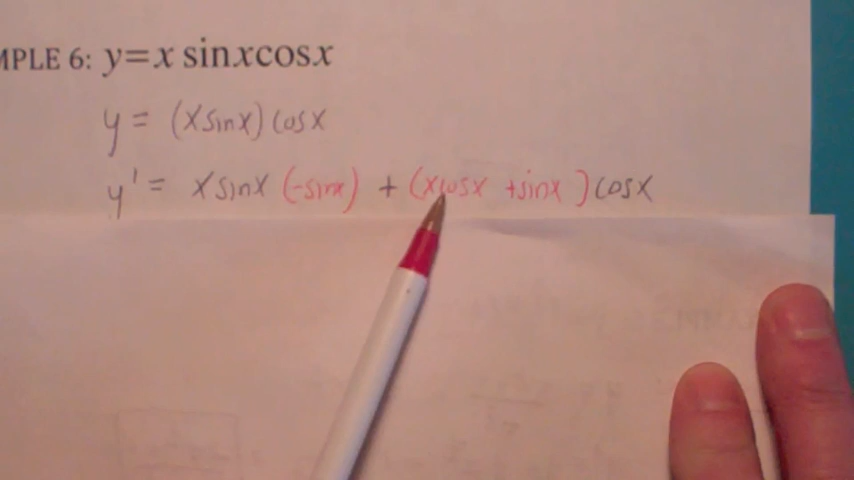 MPLE 6: y=x sinxcosx
y = (xsinx) cosx
y' = xsinx (-sinx) + (xcosx +sinx ) cosx